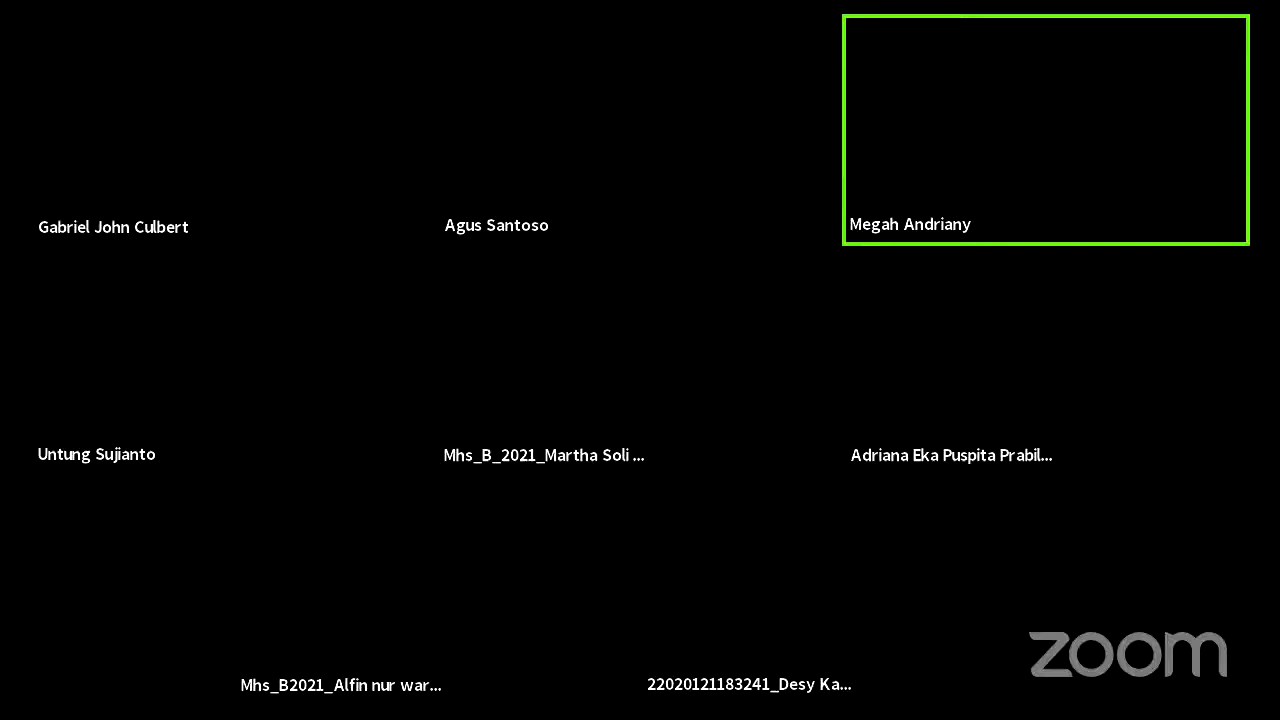 Gabriel John Culbert
Agus Santoso
Megah Andriany
Untung Sujianto
Mhs_B_2021_Martha Soli ...
Adriana Eka Puspita Prabil...
Mhs_B2021_Alfin nur war...
22020121183241_Desy Ka...
zoom